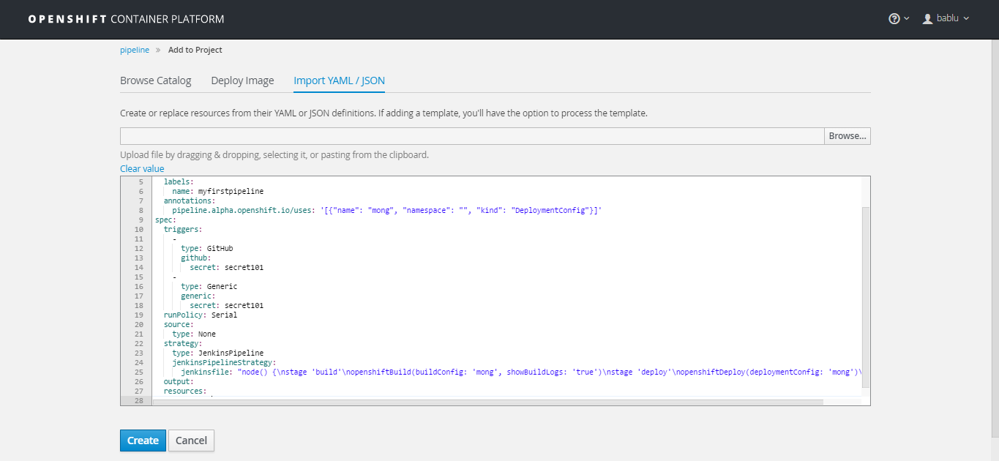 OPENSHIFT CONTAINER PLATFORM
bablu
pipeline » Add to Project
Browse Catalog Deploy Image Import YAML / JSON
Create or replace resources from their YAML or JSON definitions. If adding a template, you'll have the option to process the template.
Browse...
Upload file by dragging & dropping, selecting it, or pasting from the clipboard.
Clear value
5 labels:
6 name: myfirstpipeline
7 annotations:
8 pipeline.alpha.openshift.io/uses: '[{"name": "mong", "namespace": "", "kind": "DeploymentConfig"}]'
9 spec:
10 triggers:
11 -
12 type: GitHub
13 github:
14 secret: secret101
15 -
16 type: Generic
17 generic:
18 secret: secret101
19 runPolicy: Serial
20 source:
21 type: None
22 strategy:
23 type: JenkinsPipeline
24 jenkinsPipelineStrategy:
25 jenkinsfile: "node() {\nstage 'build'\nopenshiftBuild(buildConfig: 'mong', showBuildLogs: 'true')\nstage 'deploy'\nopenshiftDeploy(deploymentConfig: 'mong')\
26 output:
27 resources:
28
Create Cancel